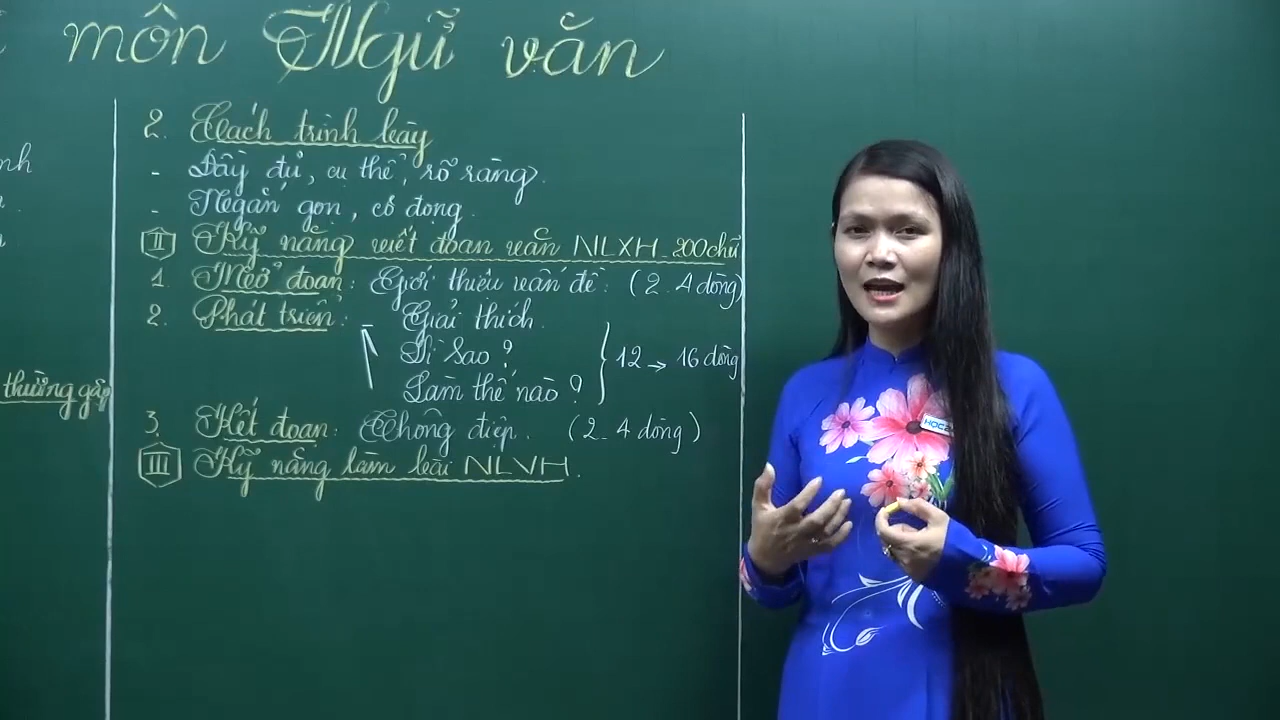 môn Ngữ văn
2. Cách trình bày
- Đầy đủ, cụ thể, rõ ràng.
- Ngắn gọn, cô đọng.
II Kỹ năng viết đoạn văn NLXH - 200 chữ
1. Mở đoạn: Giới thiệu vấn đề: (2 - 4 dòng)
2. Phát triển: - Giải thích.
Vì sao?
Làm thế nào?
12 → 16 dòng
3. Kết đoạn: Thông điệp. (2 - 4 dòng)
III Kỹ năng làm bài NLVH.
thường gặp
HOC2